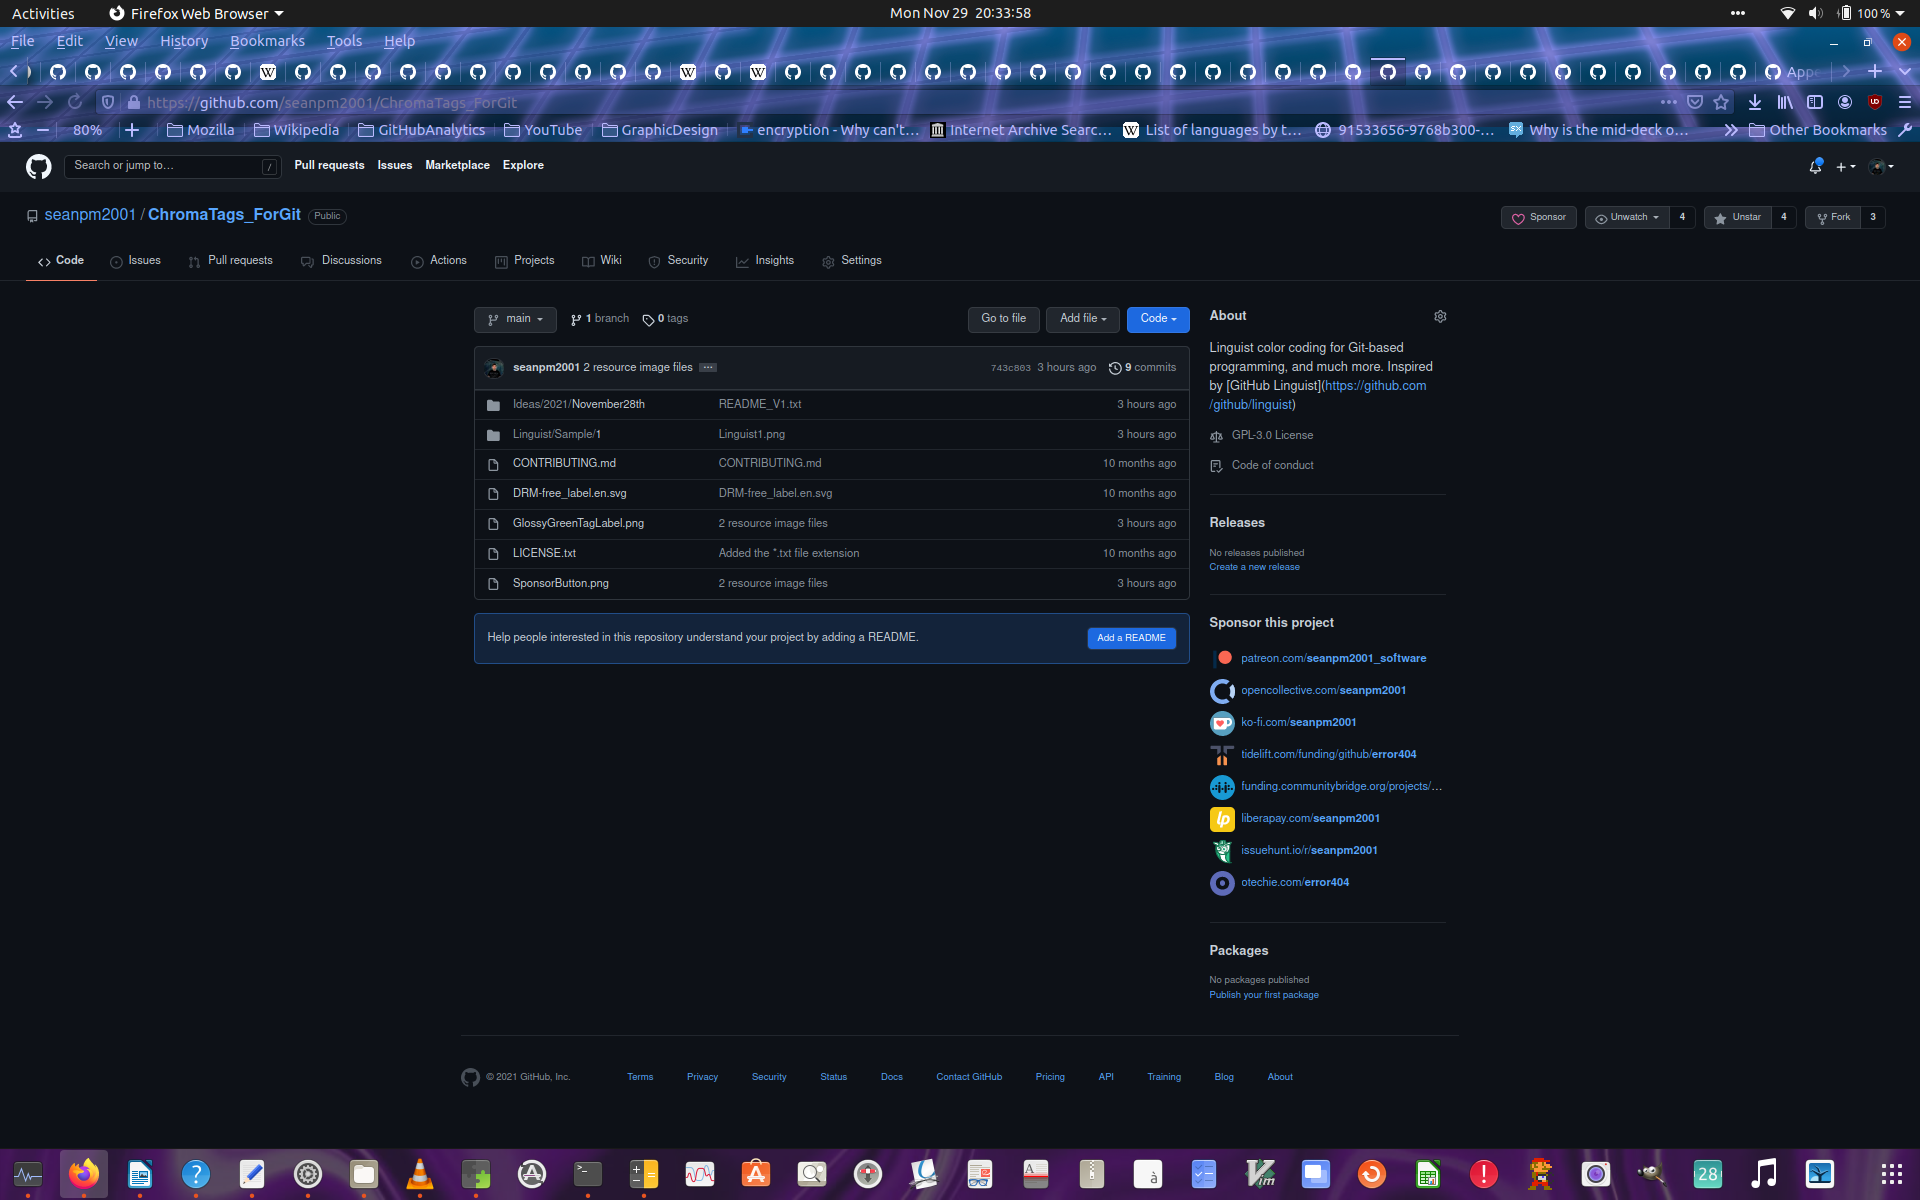 Activities Firefox Web Browser Mon Nov 29 20:33:58 100 %
File Edit View History Bookmarks Tools Help
Appe
https://github.com/seanpm2001/ChromaTags_ForGit
80% Mozilla Wikipedia GitHubAnalytics YouTube GraphicDesign encryption - Why can't... Internet Archive Searc... List of languages by t... 91533656-9768b300-... Why is the mid-deck o... Other Bookmarks
Search or jump to... / Pull requests Issues Marketplace Explore
seanpm2001 / ChromaTags_ForGit Public Sponsor Unwatch 4 Unstar 4 Fork 3
Code Issues Pull requests Discussions Actions Projects Wiki Security Insights Settings
main 1 branch 0 tags Go to file Add file Code
seanpm2001 2 resource image files ... 743c803 3 hours ago 9 commits
Ideas/2021/November28th README_V1.txt 3 hours ago
Linguist/Sample/1 Linguist1.png 3 hours ago
CONTRIBUTING.md CONTRIBUTING.md 10 months ago
DRM-free_label.en.svg DRM-free_label.en.svg 10 months ago
GlossyGreenTagLabel.png 2 resource image files 3 hours ago
LICENSE.txt Added the *.txt file extension 10 months ago
SponsorButton.png 2 resource image files 3 hours ago
Help people interested in this repository understand your project by adding a README. Add a README
About
Linguist color coding for Git-based
programming, and much more. Inspired
by [GitHub Linguist](https://github.com
/github/linguist)
GPL-3.0 License
Code of conduct
Releases
No releases published
Create a new release
Sponsor this project
patreon.com/seanpm2001_software
opencollective.com/seanpm2001
ko-fi.com/seanpm2001
tidelift.com/funding/github/error404
funding.communitybridge.org/projects/...
liberapay.com/seanpm2001
issuehunt.io/r/seanpm2001
otechie.com/error404
Packages
No packages published
Publish your first package
© 2021 GitHub, Inc. Terms Privacy Security Status Docs Contact GitHub Pricing API Training Blog About
28